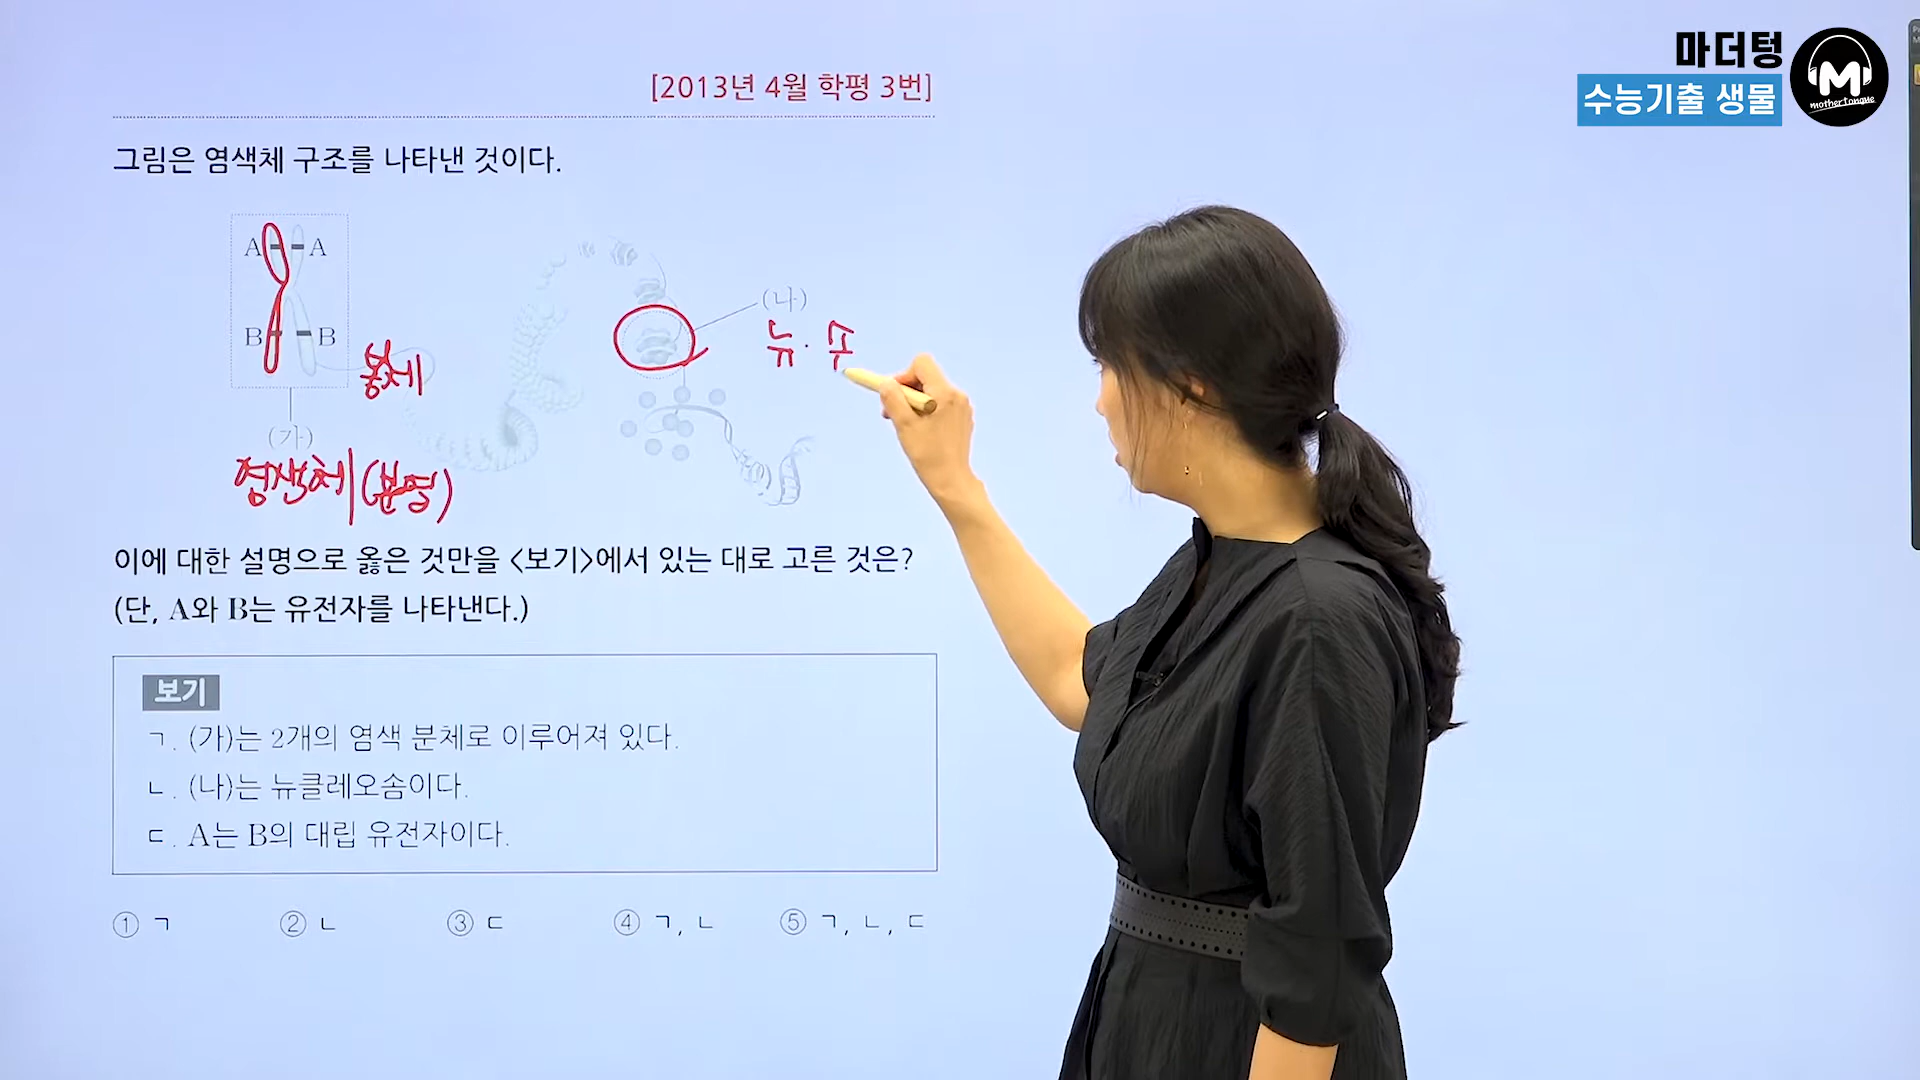 마더텅
수능기출 생물
M
mothertongue
[2013년 4월 학평 3번]
그림은 염색체 구조를 나타낸 것이다.
A A
B B
(가)
(나)
뉴·소
분체
염색체(분열)
이에 대한 설명으로 옳은 것만을 <보기>에서 있는 대로 고른 것은?
(단, A와 B는 유전자를 나타낸다.)
보기
ㄱ. (가)는 2개의 염색 분체로 이루어져 있다.
ㄴ. (나)는 뉴클레오솜이다.
ㄷ. A는 B의 대립 유전자이다.
① ㄱ ② ㄴ ③ ㄷ ④ ㄱ, ㄴ ⑤ ㄱ, ㄴ, ㄷ